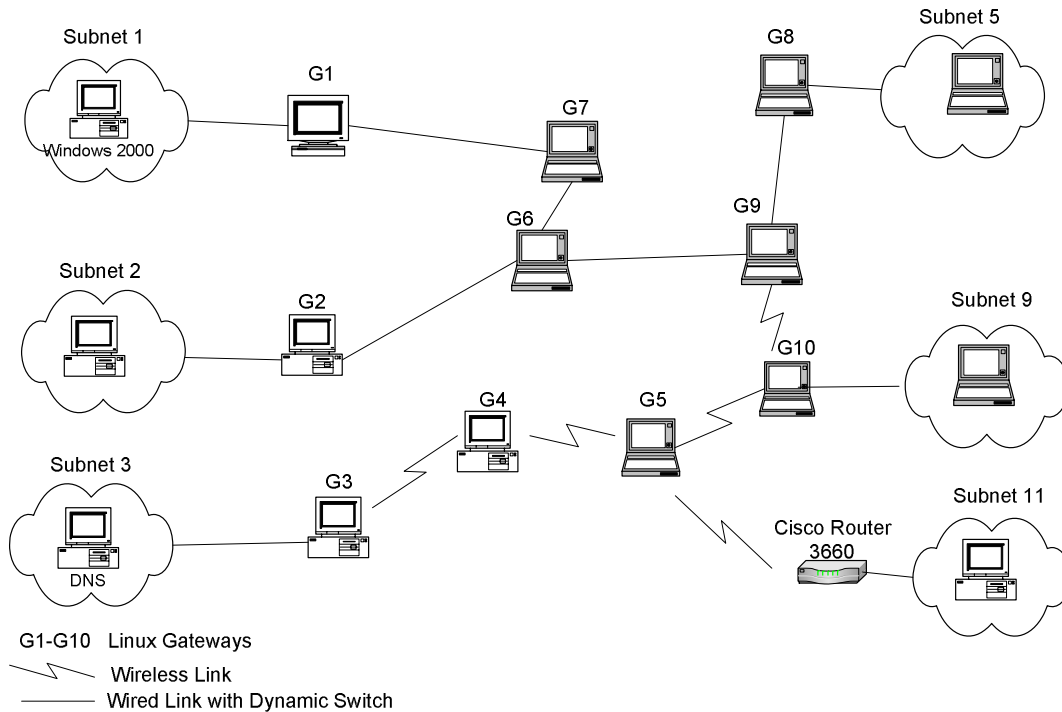 Subnet 1
Subnet 5
G8
G1
G7
Windows 2000
G6
G9
Subnet 2
G2
Subnet 9
G10
G4
G5
Subnet 3
G3
Subnet 11
Cisco Router
3660
DNS
G1-G10 Linux Gateways
Wireless Link
Wired Link with Dynamic Switch